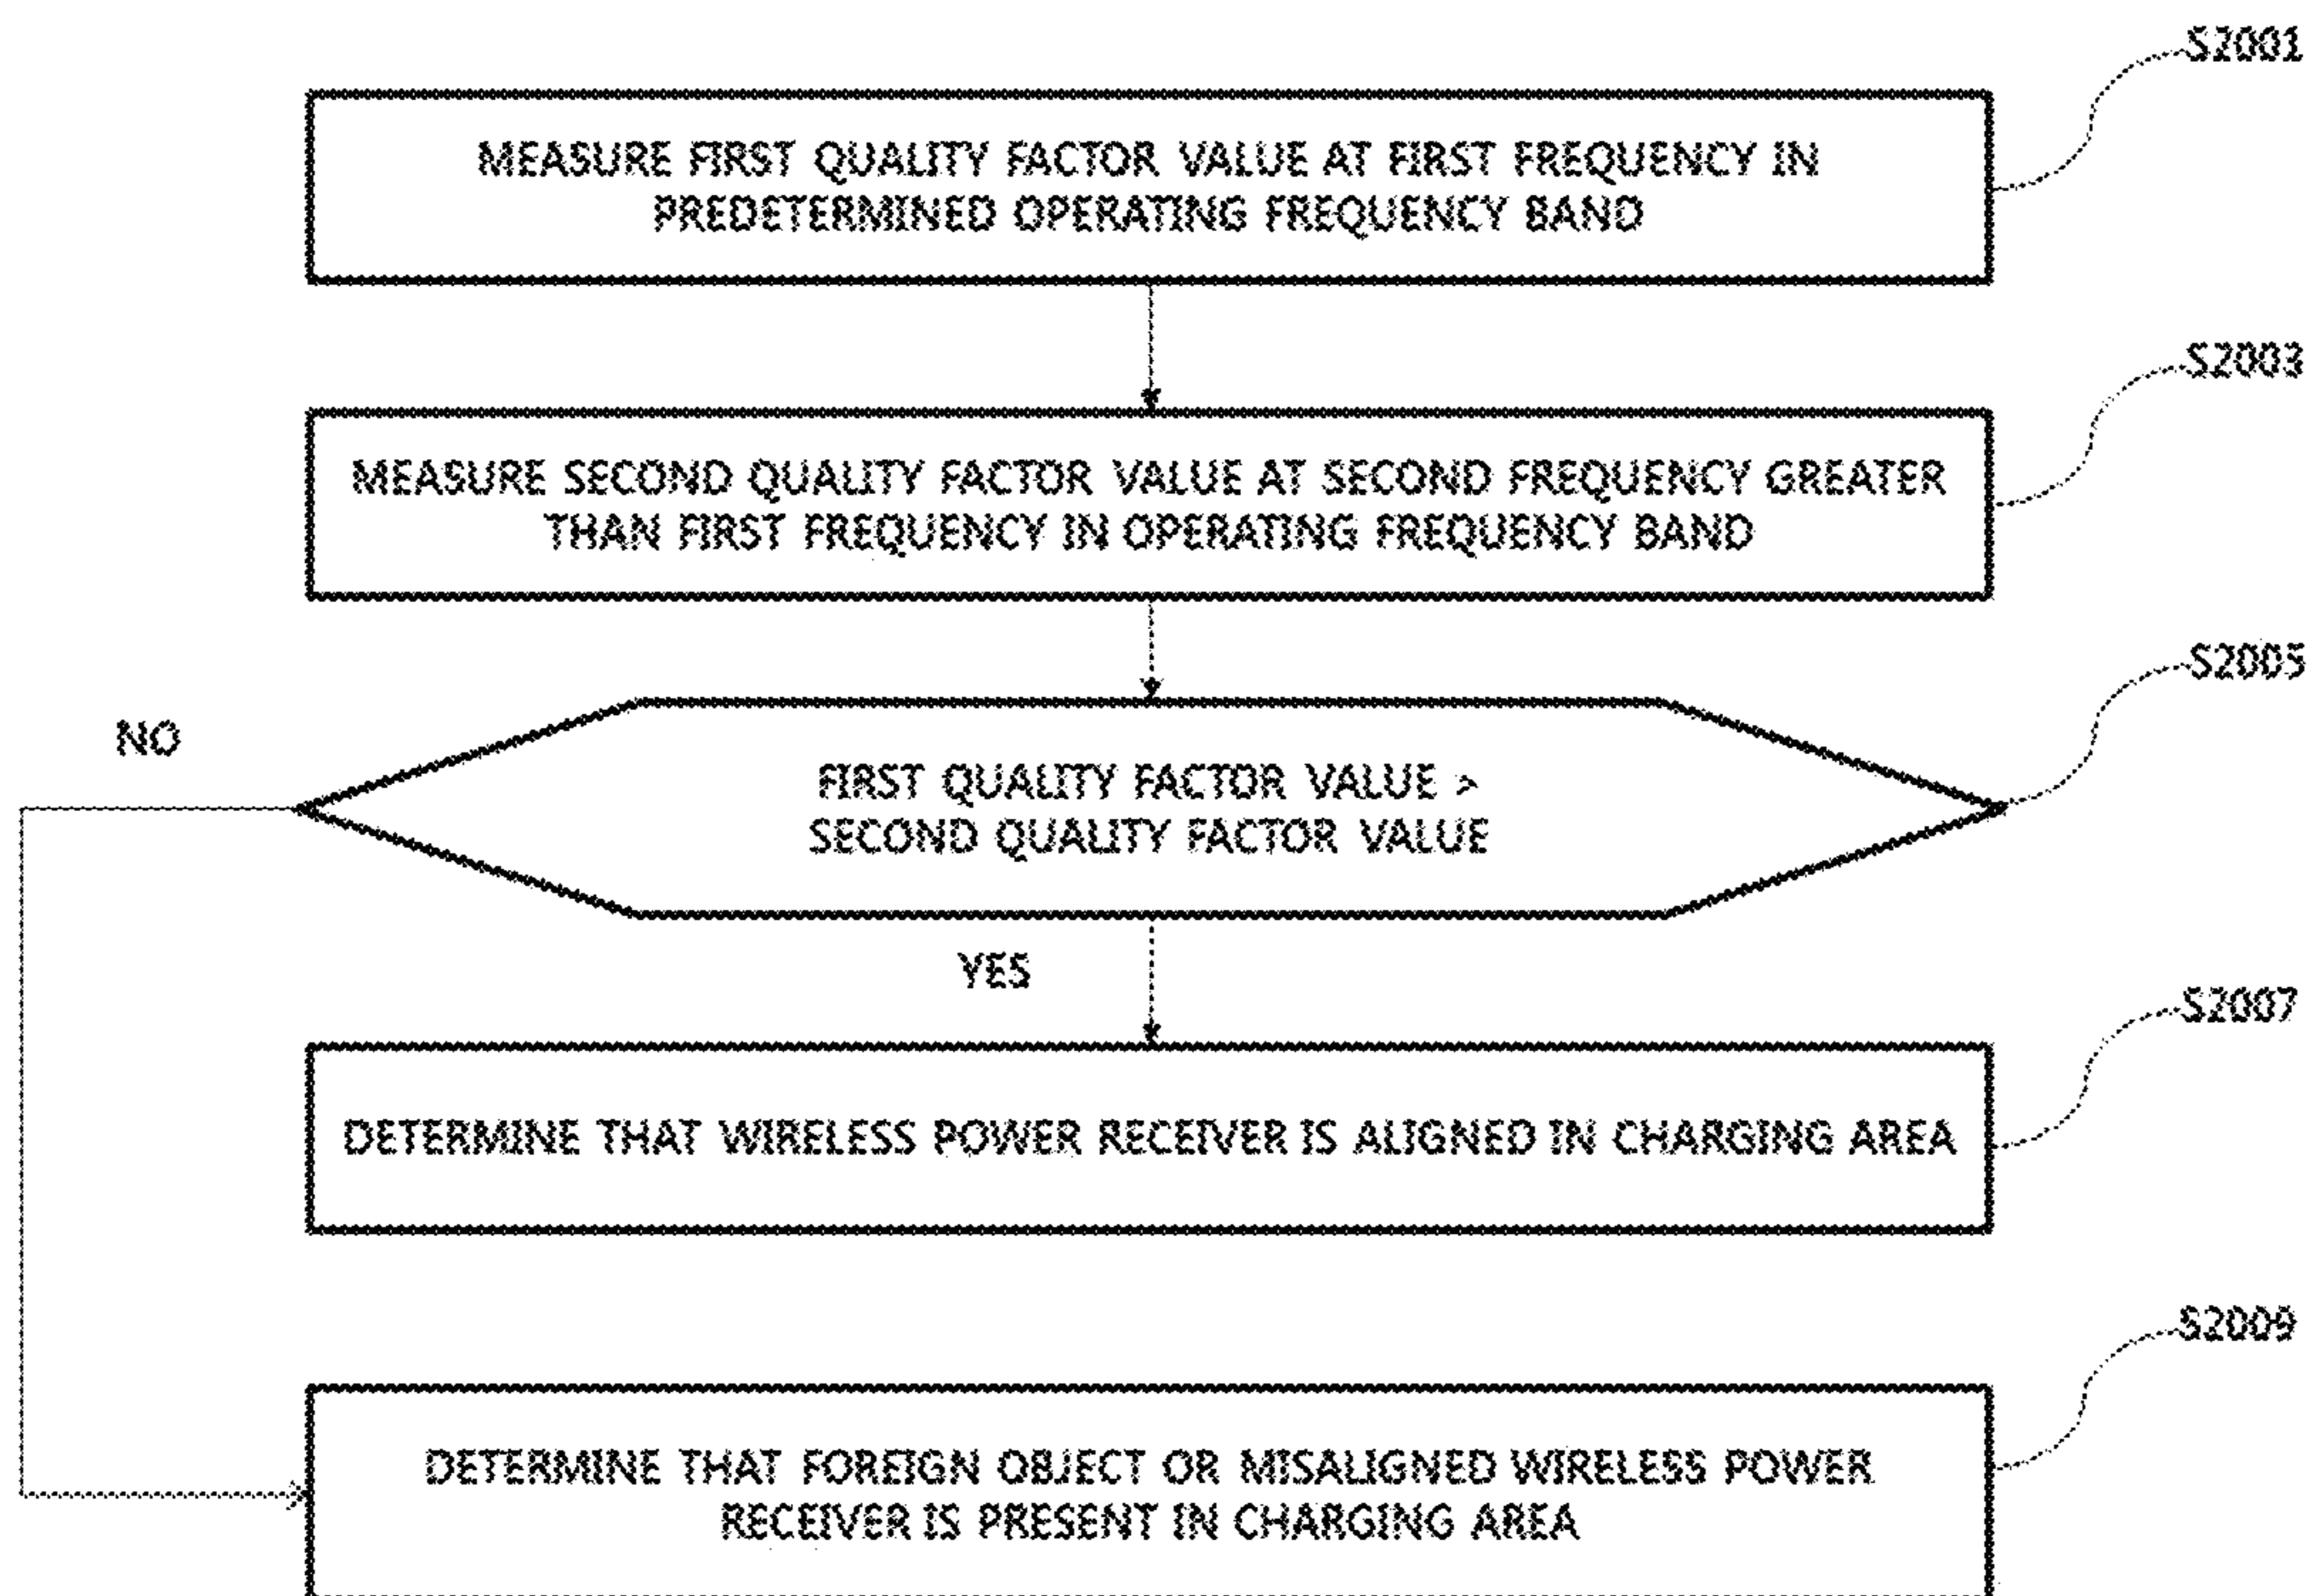 S2001
MEASURE FIRST QUALITY FACTOR VALUE AT FIRST FREQUENCY IN
PREDETERMINED OPERATING FREQUENCY BAND
S2003
MEASURE SECOND QUALITY FACTOR VALUE AT SECOND FREQUENCY GREATER
THAN FIRST FREQUENCY IN OPERATING FREQUENCY BAND
S2005
NO
FIRST QUALITY FACTOR VALUE >
SECOND QUALITY FACTOR VALUE
YES
S2007
DETERMINE THAT WIRELESS POWER RECEIVER IS ALIGNED IN CHARGING AREA
S2009
DETERMINE THAT FOREIGN OBJECT OR MISALIGNED WIRELESS POWER
RECEIVER IS PRESENT IN CHARGING AREA